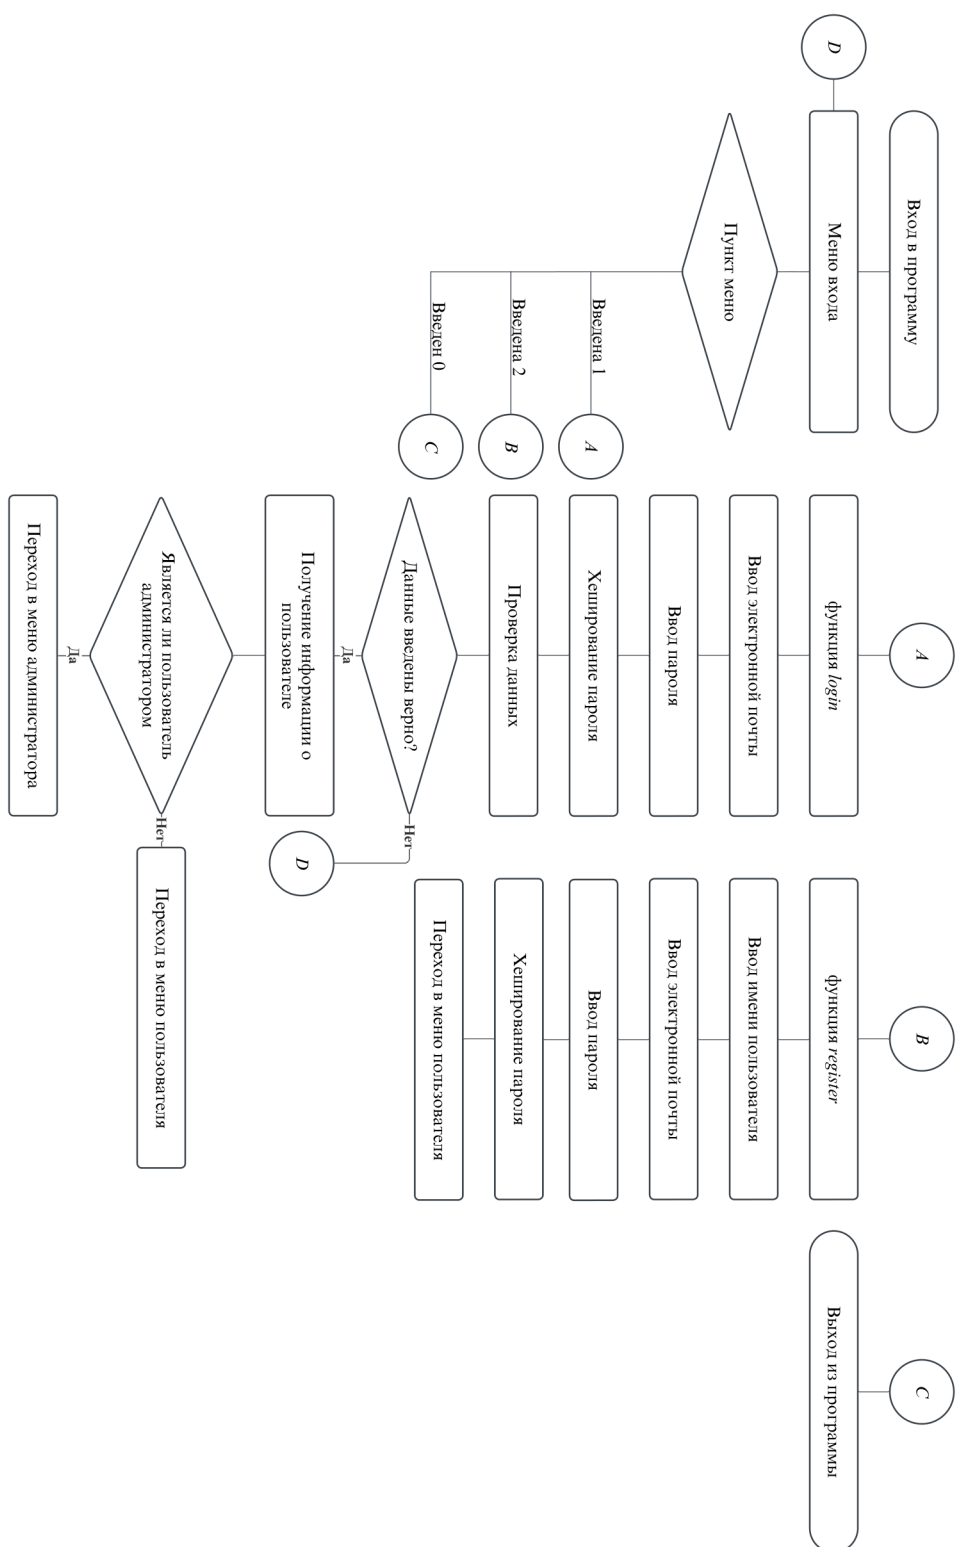 Вход в программу
D
Меню входа
Пункт меню
Введена 1
A
Введена 2
B
Введен 0
C
A
функция login
Ввод электронной почты
Ввод пароля
Хеширование пароля
Проверка данных
Данные введены верно?
Нет
D
Да
Получение информации о
пользователе
Является ли пользователь
администратором
Нет
Переход в меню пользователя
Да
Переход в меню администратора
B
функция register
Ввод имени пользователя
Ввод электронной почты
Ввод пароля
Хеширование пароля
Переход в меню пользователя
C
Выход из программы